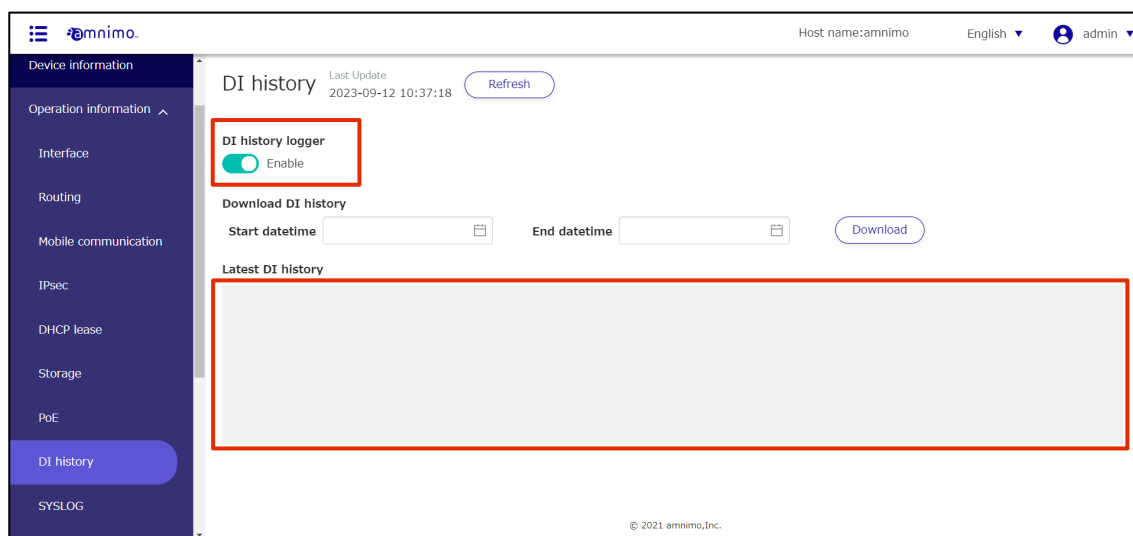 amnimo
Host name:amnimo
English
admin
Device information
Operation information
Interface
Routing
Mobile communication
IPsec
DHCP lease
Storage
PoE
DI history
SYSLOG
DI history
Last Update
2023-09-12 10:37:18
Refresh
DI history logger
Enable
Download DI history
Start datetime
End datetime
Download
Latest DI history
© 2021 amnimo,Inc.